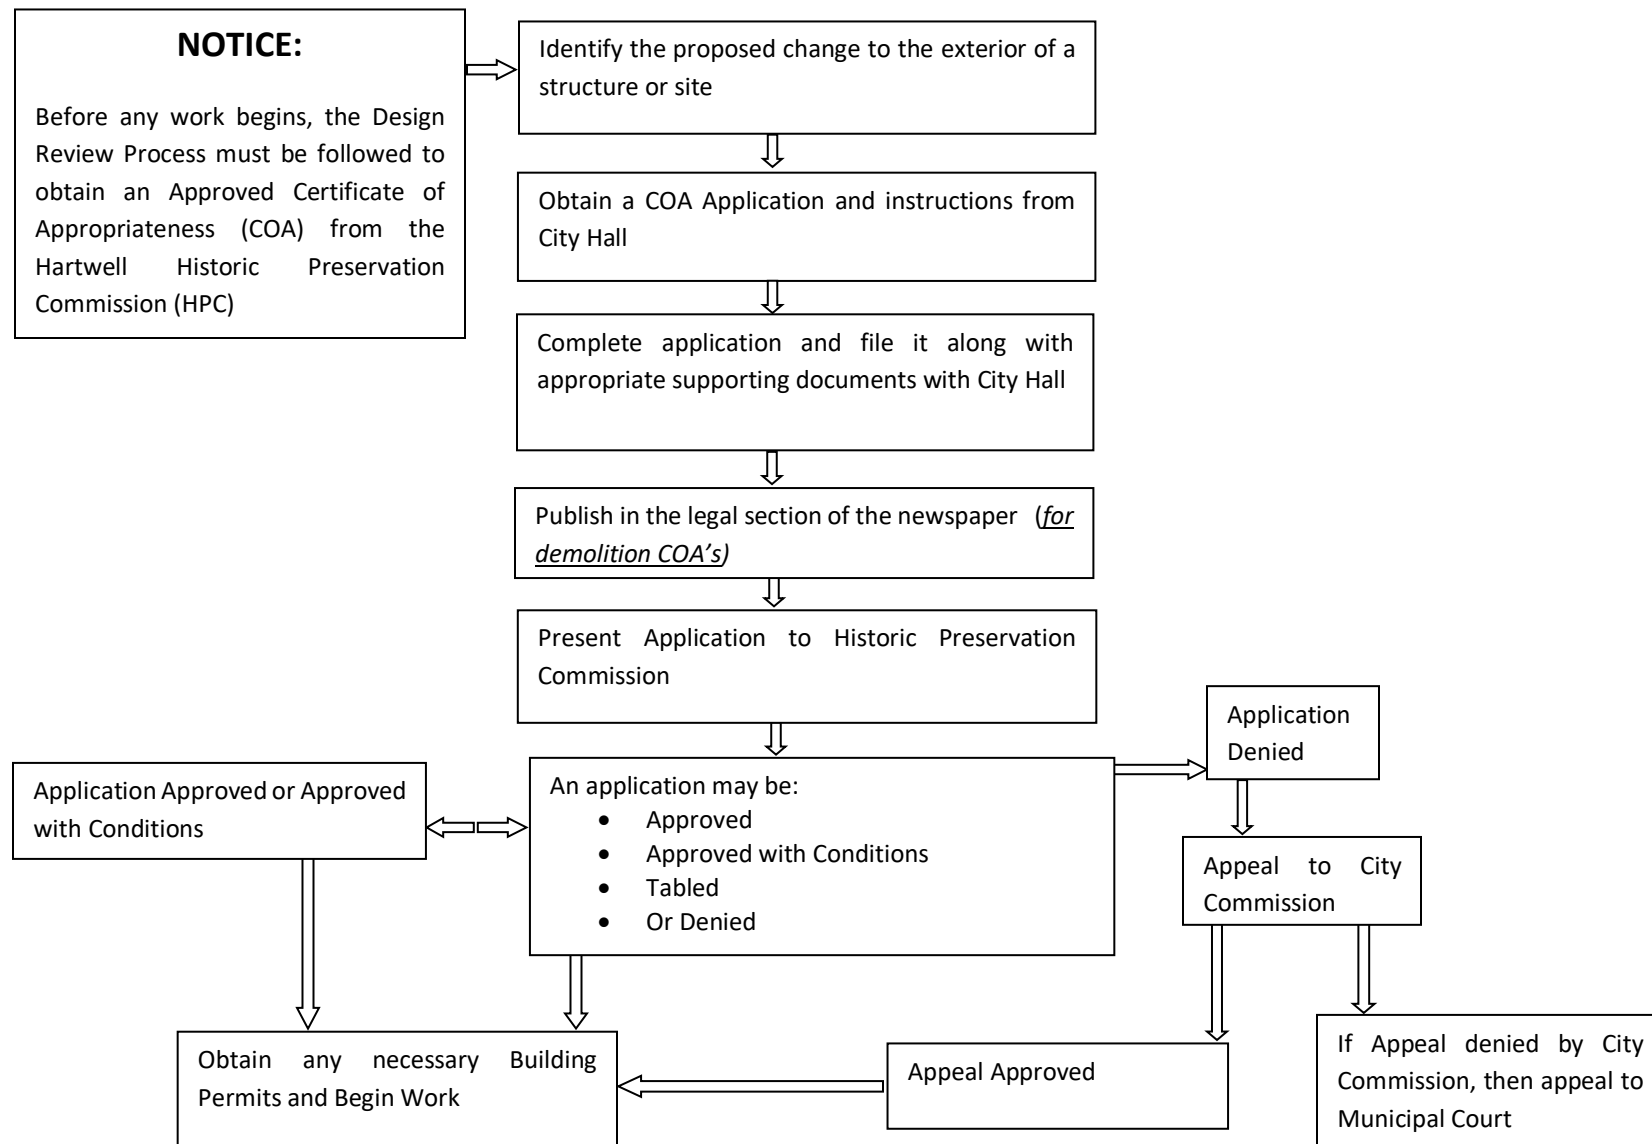 NOTICE:
Before any work begins, the Design
Review Process must be followed to
obtain an Approved Certificate of
Appropriateness (COA) from the
Hartwell Historic Preservation
Commission (HPC)
Identify the proposed change to the exterior of a
structure or site
Obtain a COA Application and instructions from
City Hall
Complete application and file it along with
appropriate supporting documents with City Hall
Publish in the legal section of the newspaper (for
demolition COA’s)
Present Application to Historic Preservation
Commission
Application
Denied
Application Approved or Approved
with Conditions
An application may be:
• Approved
• Approved with Conditions
• Tabled
• Or Denied
Appeal to City
Commission
Obtain any necessary Building
Permits and Begin Work
Appeal Approved
If Appeal denied by City
Commission, then appeal to
Municipal Court